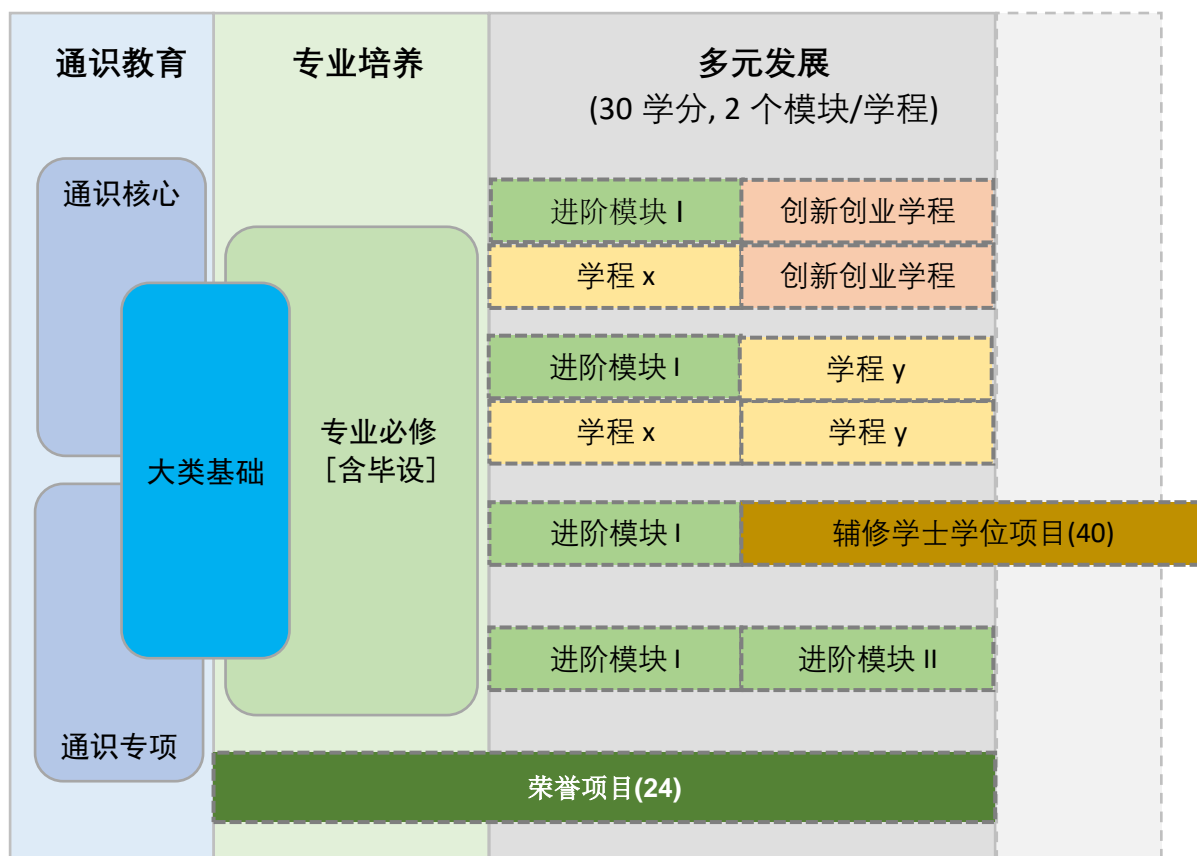 通识教育
专业培养
多元发展
(30 学分, 2 个模块/学程)
通识核心
进阶模块 I
创新创业学程
学程 x
创新创业学程
进阶模块 I
学程 y
专业必修
[含毕设]
学程 x
学程 y
大类基础
进阶模块 I
辅修学士学位项目(40)
进阶模块 I
进阶模块 II
通识专项
荣誉项目(24)